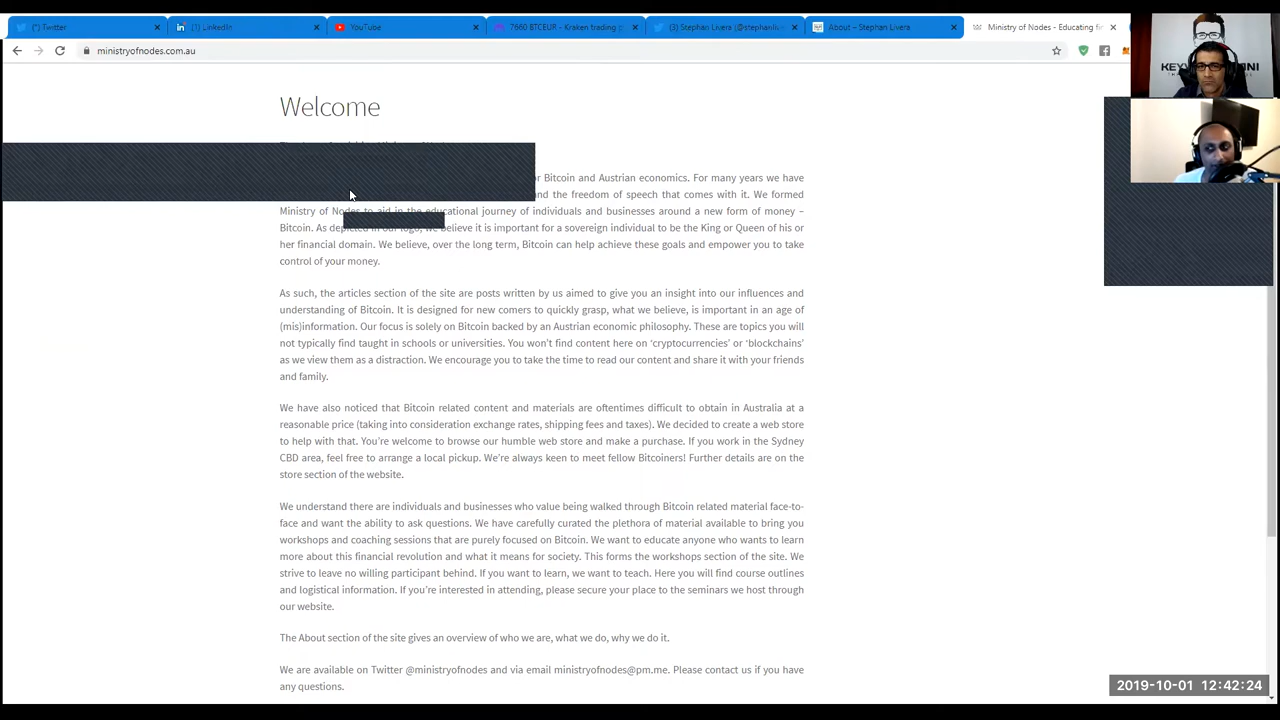 (*) Twitter
(1) LinkedIn
YouTube
7660 BTCEUR - Kraken trading
(3) Stephan Livera
About – Stephan Livera
Ministry of Nodes - Educating
ministryofnodes.com.au
KEYV
NI
Welcome
or Bitcoin and Austrian economics. For many years we have
and the freedom of speech that comes with it. We formed
Ministry of Nodes to aid in the educational journey of individuals and businesses around a new form of money –
Bitcoin. As depicted in our logo, we believe it is important for a sovereign individual to be the King or Queen of his or
her financial domain. We believe, over the long term, Bitcoin can help achieve these goals and empower you to take
control of your money.
As such, the articles section of the site are posts written by us aimed to give you an insight into our influences and
understanding of Bitcoin. It is designed for new comers to quickly grasp, what we believe, is important in an age of
(mis)information. Our focus is solely on Bitcoin backed by an Austrian economic philosophy. These are topics you will
not typically find taught in schools or universities. You won't find content here on 'cryptocurrencies' or 'blockchains'
as we view them as a distraction. We encourage you to take the time to read our content and share it with your friends
and family.
We have also noticed that Bitcoin related content and materials are oftentimes difficult to obtain in Australia at a
reasonable price (taking into consideration exchange rates, shipping fees and taxes). We decided to create a web store
to help with that. You're welcome to browse our humble web store and make a purchase. If you work in the Sydney
CBD area, feel free to arrange a local pickup. We're always keen to meet fellow Bitcoiners! Further details are on the
store section of the website.
We understand there are individuals and businesses who value being walked through Bitcoin related material face-to-
face and want the ability to ask questions. We have carefully curated the plethora of material available to bring you
workshops and coaching sessions that are purely focused on Bitcoin. We want to educate anyone who wants to learn
more about this financial revolution and what it means for society. This forms the workshops section of the site. We
strive to leave no willing participant behind. If you want to learn, we want to teach. Here you will find course outlines
and logistical information. If you're interested in attending, please secure your place to the seminars we host through
our website.
The About section of the site gives an overview of who we are, what we do, why we do it.
We are available on Twitter @ministryofnodes and via email ministryofnodes@pm.me. Please contact us if you have
any questions.
2019-10-01 12:42:24